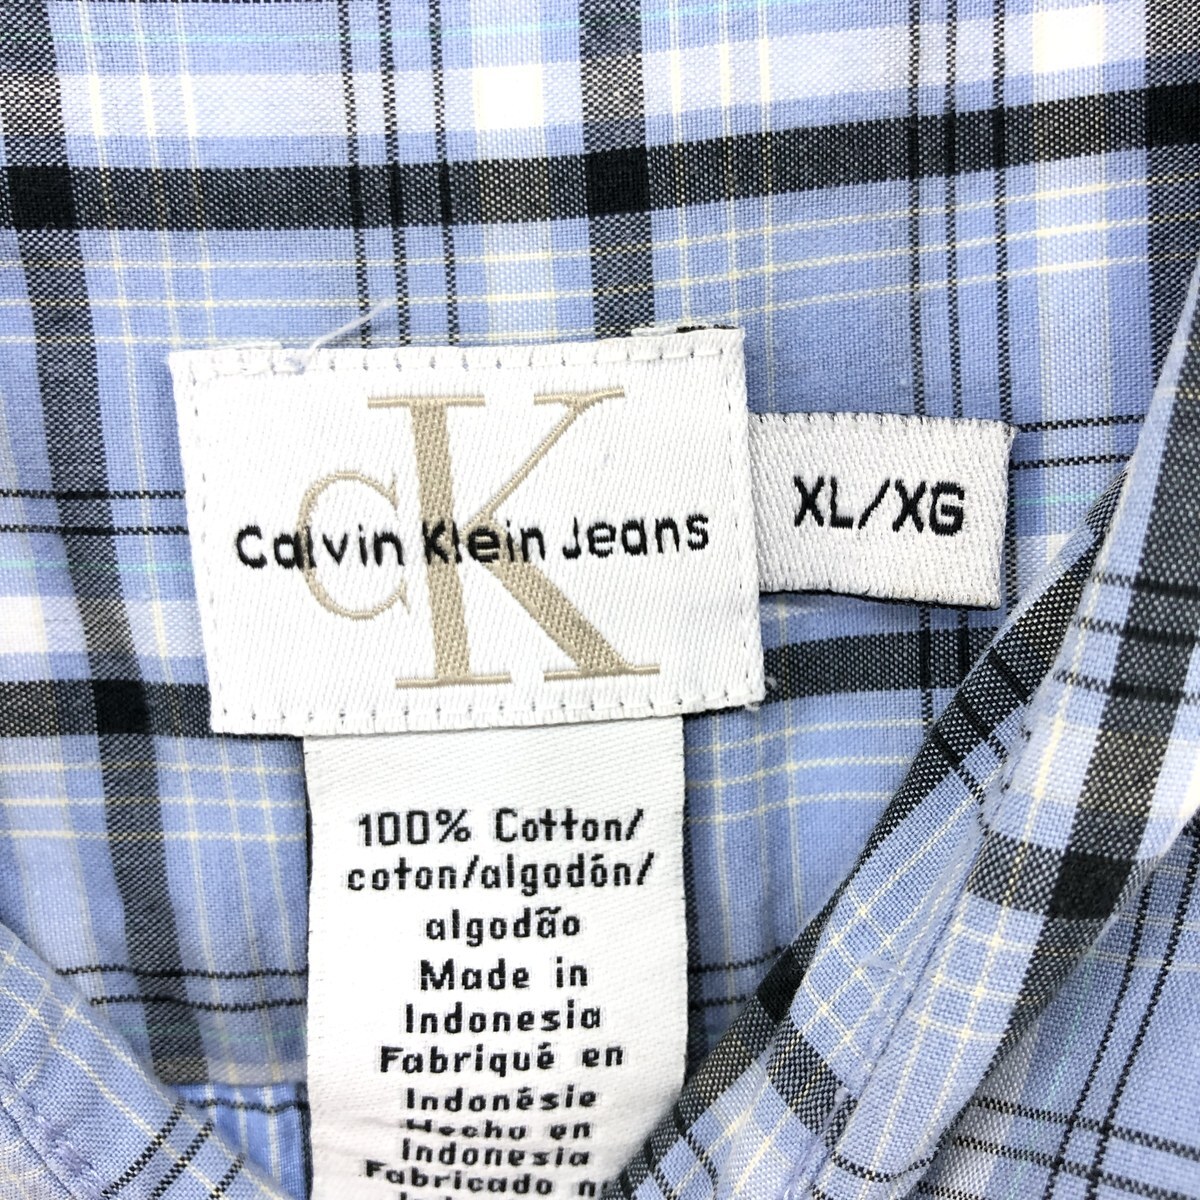 CK
Calvin Klein Jeans
XL/XG
100% Cotton/
coton/algodón/
algodão
Made in
Indonesia
Fabriqué en
Indonésie
Hecho en
Indonesia
Fabricado